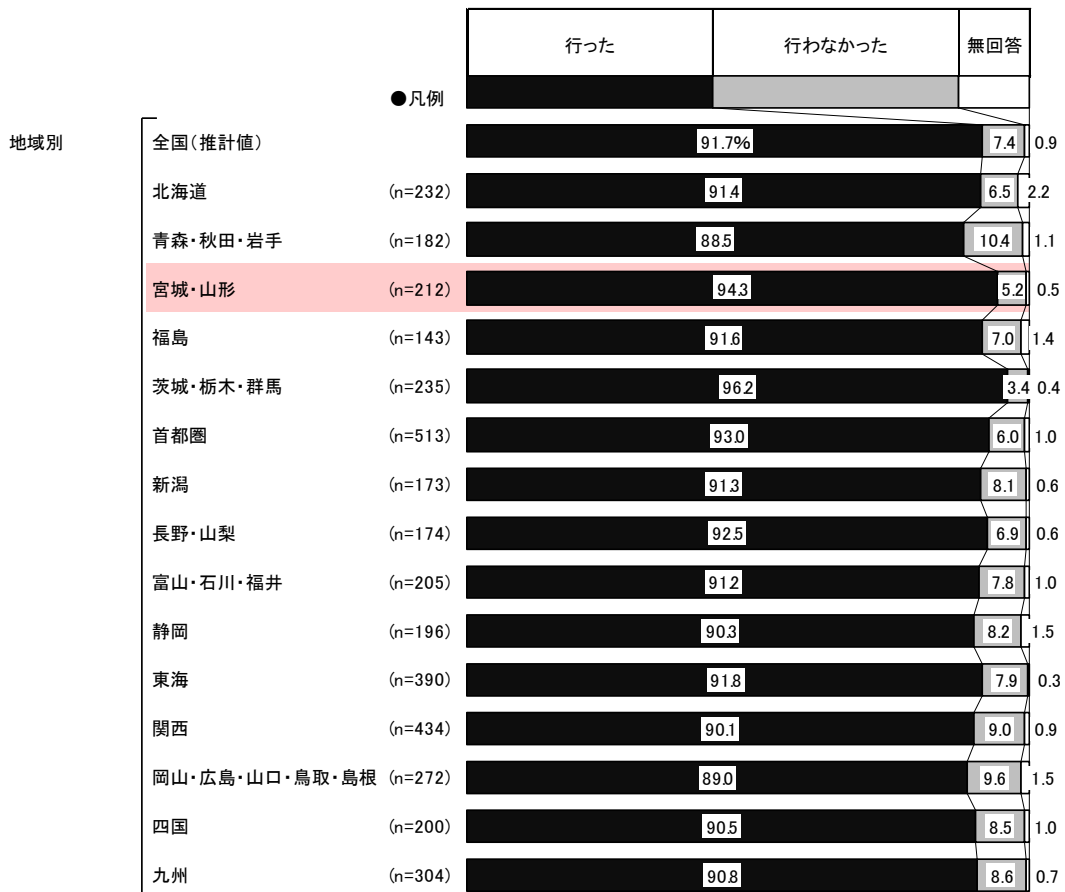 行った 行わなかった 無回答
●凡例
地域別 全国(推計値) 91.7% 7.4 0.9
北海道 (n=232) 91.4 6.5 2.2
青森・秋田・岩手 (n=182) 88.5 10.4 1.1
宮城・山形 (n=212) 94.3 5.2 0.5
福島 (n=143) 91.6 7.0 1.4
茨城・栃木・群馬 (n=235) 96.2 3.4 0.4
首都圏 (n=513) 93.0 6.0 1.0
新潟 (n=173) 91.3 8.1 0.6
長野・山梨 (n=174) 92.5 6.9 0.6
富山・石川・福井 (n=205) 91.2 7.8 1.0
静岡 (n=196) 90.3 8.2 1.5
東海 (n=390) 91.8 7.9 0.3
関西 (n=434) 90.1 9.0 0.9
岡山・広島・山口・鳥取・島根 (n=272) 89.0 9.6 1.5
四国 (n=200) 90.5 8.5 1.0
九州 (n=304) 90.8 8.6 0.7